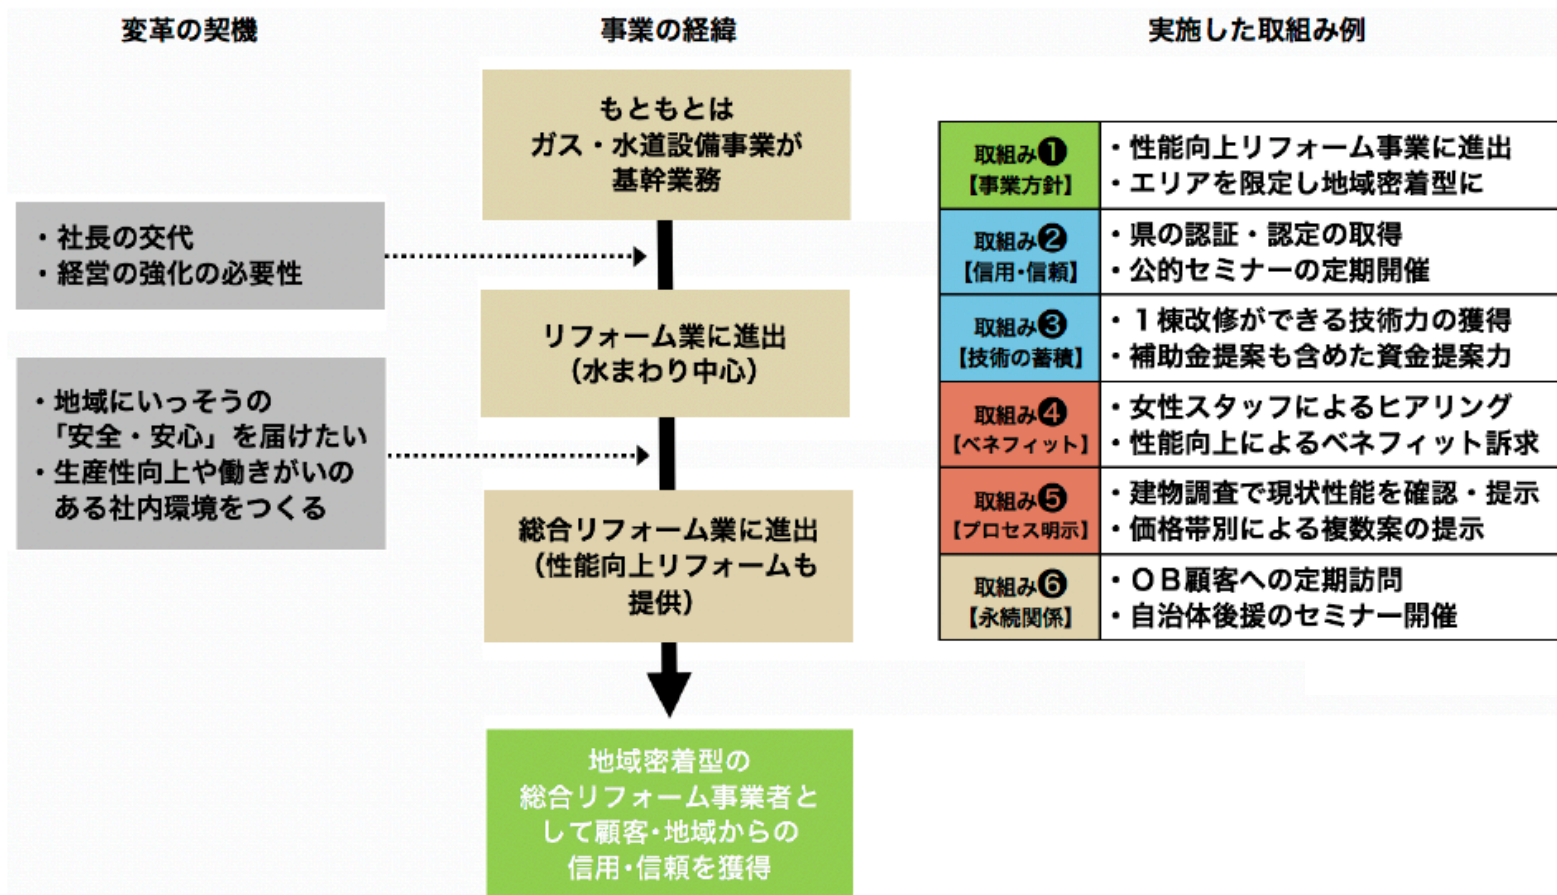 変革の契機
事業の経緯
実施した取組み例
・社長の交代
・経営の強化の必要性
・地域にいっそうの
「安全・安心」を届けたい
・生産性向上や働きがいの
ある社内環境をつくる
もともとは
ガス・水道設備事業が
基幹業務
リフォーム業に進出
（水まわり中心）
総合リフォーム業に進出
（性能向上リフォームも
提供）
地域密着型の
総合リフォーム事業者と
して顧客・地域からの
信用・信頼を獲得
取組み❶
【事業方針】
・性能向上リフォーム事業に進出
・エリアを限定し地域密着型に
取組み❷
【信用・信頼】
・県の認証・認定の取得
・公的セミナーの定期開催
取組み❸
【技術の蓄積】
・１棟改修ができる技術力の獲得
・補助金提案も含めた資金提案力
取組み❹
【ベネフィット】
・女性スタッフによるヒアリング
・性能向上によるベネフィット訴求
取組み❺
【プロセス明示】
・建物調査で現状性能を確認・提示
・価格帯別による複数案の提示
取組み❻
【永続関係】
・ＯＢ顧客への定期訪問
・自治体後援のセミナー開催